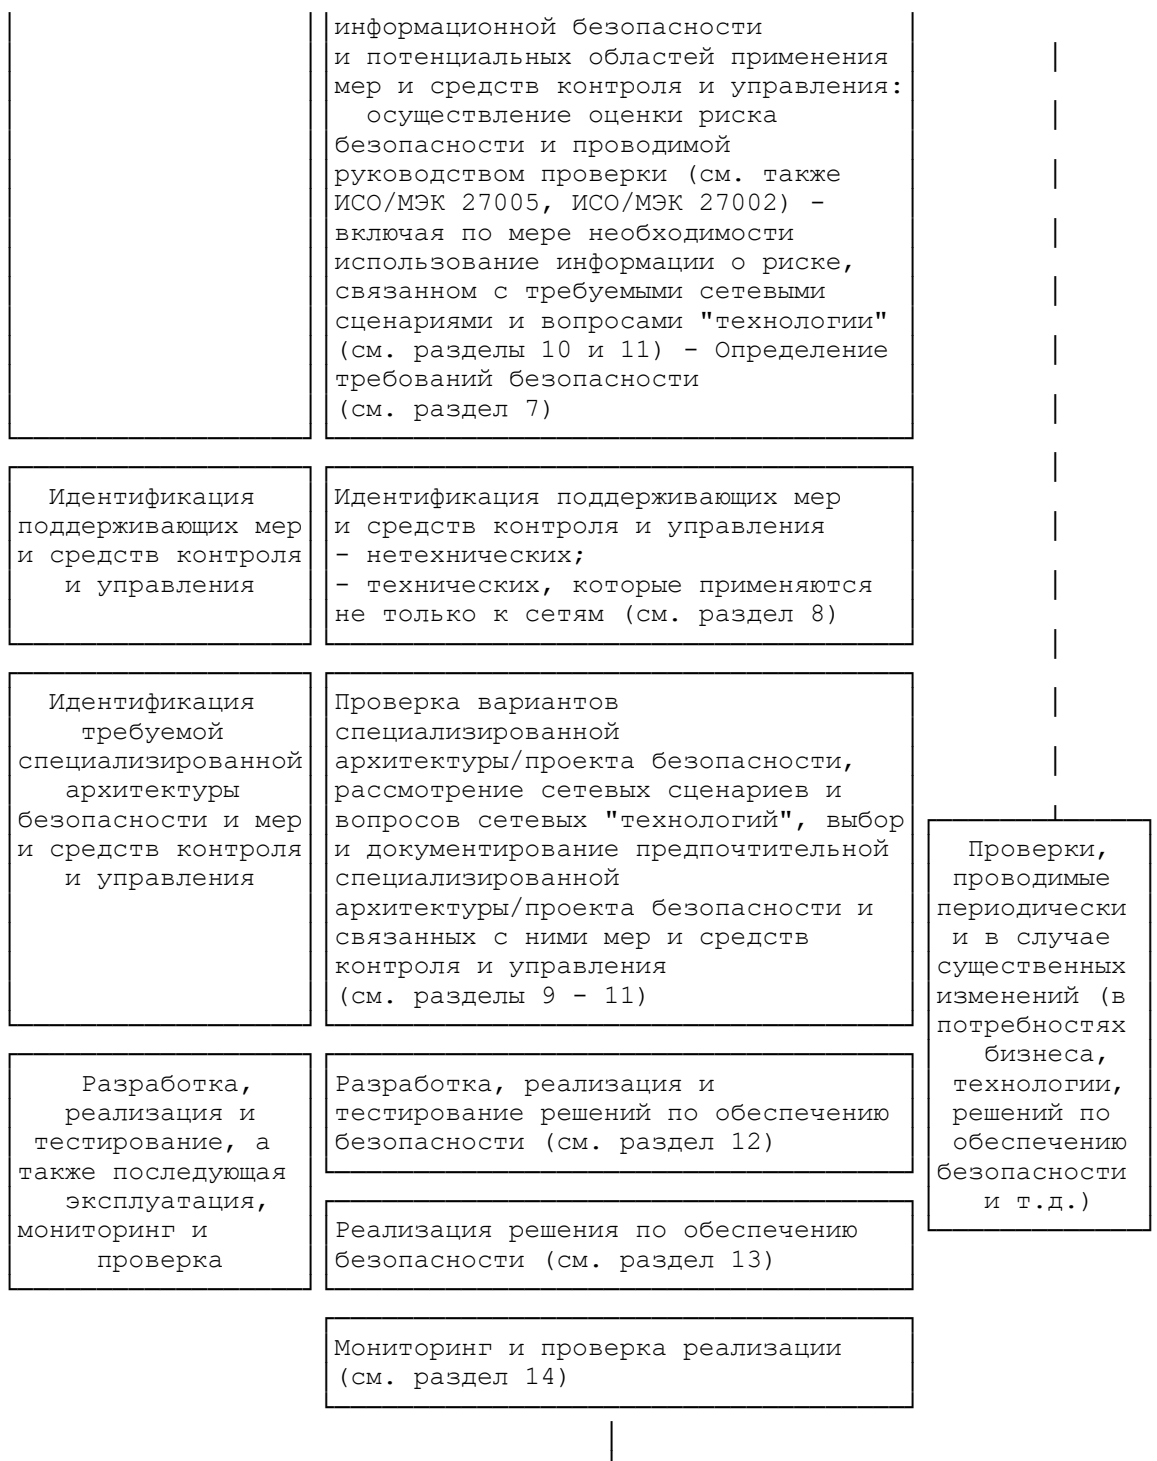 информационной безопасности
и потенциальных областей применения
мер и средств контроля и управления:
осуществление оценки риска
безопасности и проводимой
руководством проверки (см. также
ИСО/МЭК 27005, ИСО/МЭК 27002) -
включая по мере необходимости
использование информации о риске,
связанном с требуемыми сетевыми
сценариями и вопросами "технологии"
(см. разделы 10 и 11) - Определение
требований безопасности
(см. раздел 7)
Идентификация
поддерживающих мер
и средств контроля
и управления
Идентификация поддерживающих мер
и средств контроля и управления
- нетехнических;
- технических, которые применяются
не только к сетям (см. раздел 8)
Идентификация
требуемой
специализированной
архитектуры
безопасности и мер
и средств контроля
и управления
Проверка вариантов
специализированной
архитектуры/проекта безопасности,
рассмотрение сетевых сценариев и
вопросов сетевых "технологий", выбор
и документирование предпочтительной
специализированной
архитектуры/проекта безопасности и
связанных с ними мер и средств
контроля и управления
(см. разделы 9 - 11)
Проверки,
проводимые
периодически
и в случае
существенных
изменений (в
потребностях
бизнеса,
технологии,
решений по
обеспечению
безопасности
и т.д.)
Разработка,
реализация и
тестирование, а
также последующая
эксплуатация,
мониторинг и
проверка
Разработка, реализация и
тестирование решений по обеспечению
безопасности (см. раздел 12)
Реализация решения по обеспечению
безопасности (см. раздел 13)
Мониторинг и проверка реализации
(см. раздел 14)